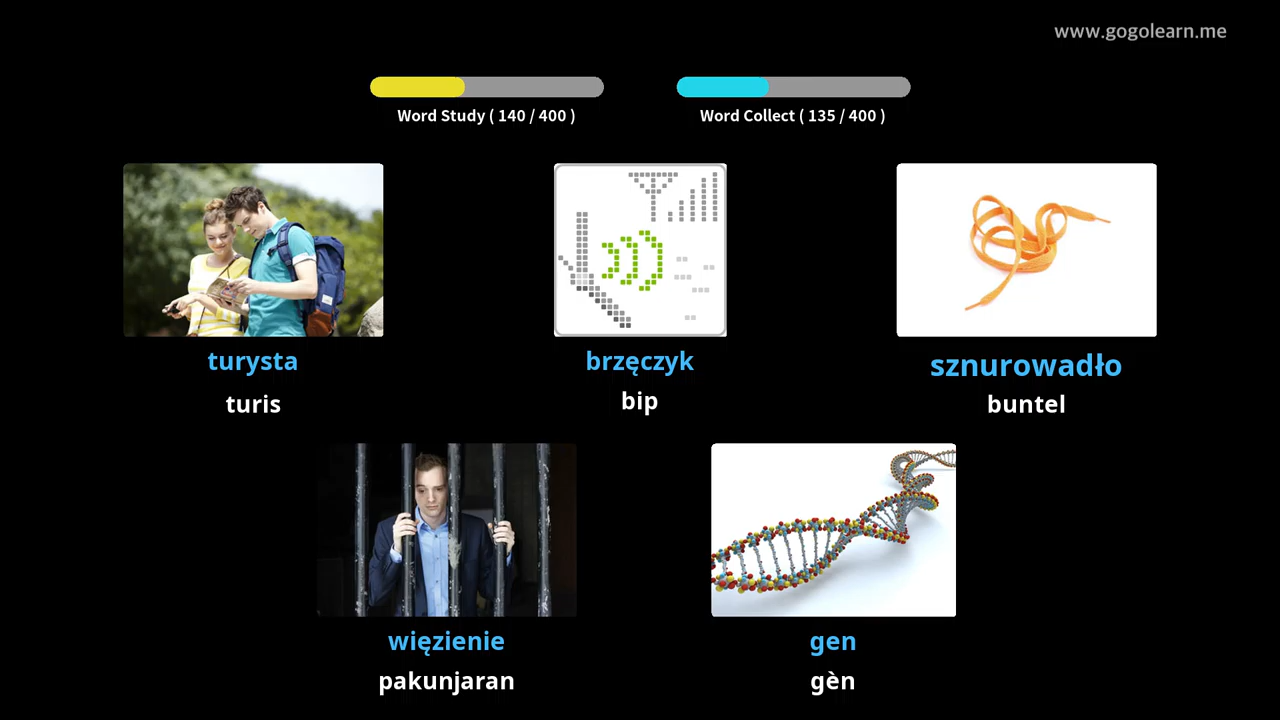 www.gogolearn.me
Word Study ( 140 / 400 )
Word Collect ( 135 / 400 )
turysta
turis
brzęczyk
bip
sznurowadło
buntel
więzienie
pakunjaran
gen
gèn